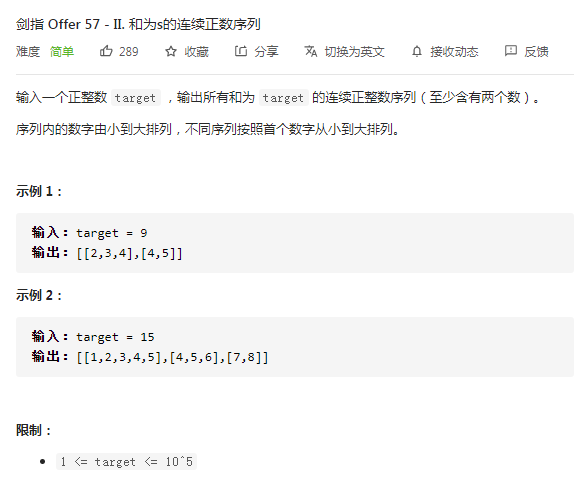 剑指 Offer 57 - II. 和为s的连续正数序列
难度 简单 289 收藏 分享 切换为英文 接收动态 反馈
输入一个正整数 target ，输出所有和为 target 的连续正整数序列（至少含有两个数）。
序列内的数字由小到大排列，不同序列按照首个数字从小到大排列。
示例 1：
输入：target = 9
输出：[[2,3,4],[4,5]]
示例 2：
输入：target = 15
输出：[[1,2,3,4,5],[4,5,6],[7,8]]
限制：
1 <= target <= 10^5